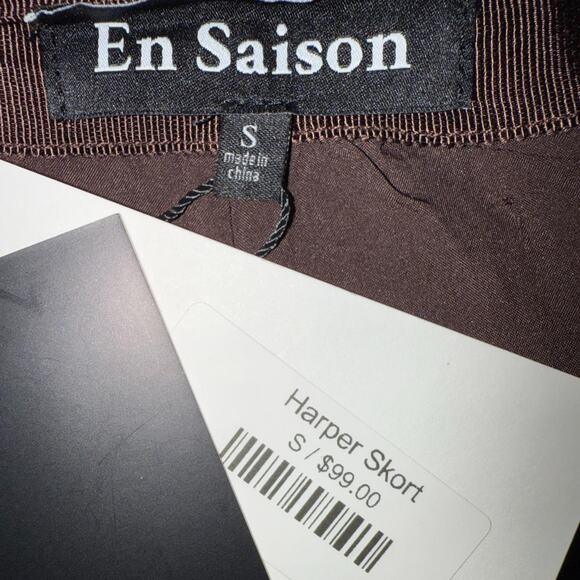 En Saison
S
made in
china
Harper Skort
S / $99.00